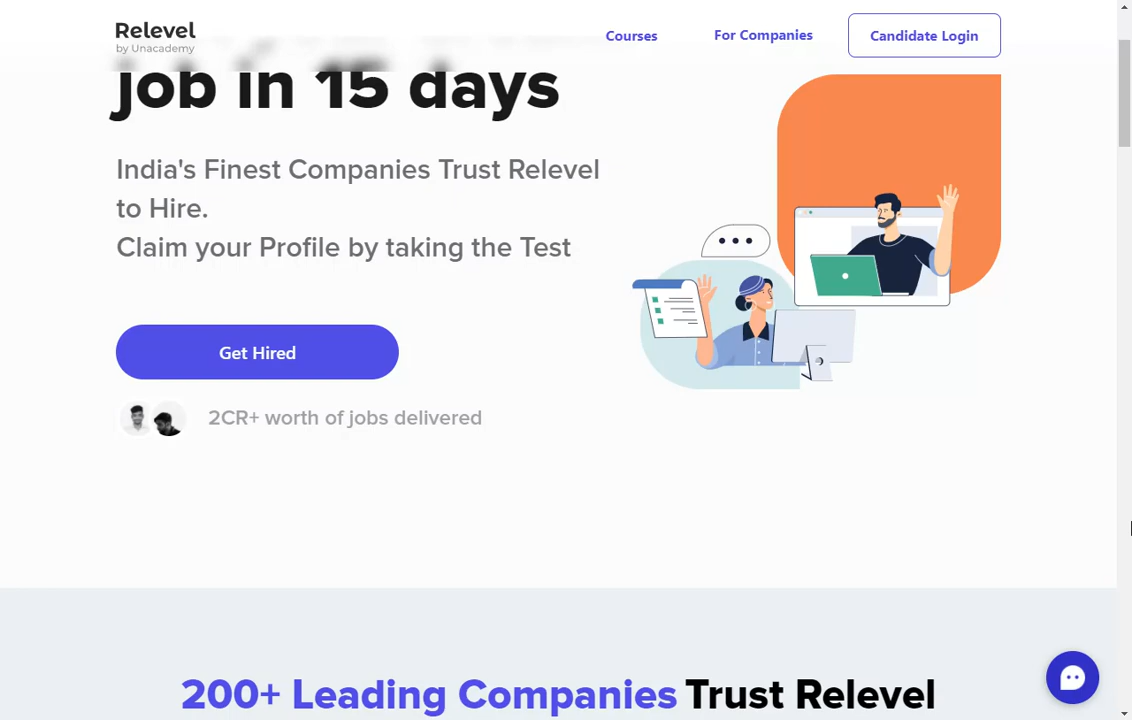 Relevel
by Unacademy
Courses
For Companies
Candidate Login
job in 15 days
India's Finest Companies Trust Relevel
to Hire.
Claim your Profile by taking the Test
Get Hired
2CR+ worth of jobs delivered
200+ Leading Companies Trust Relevel